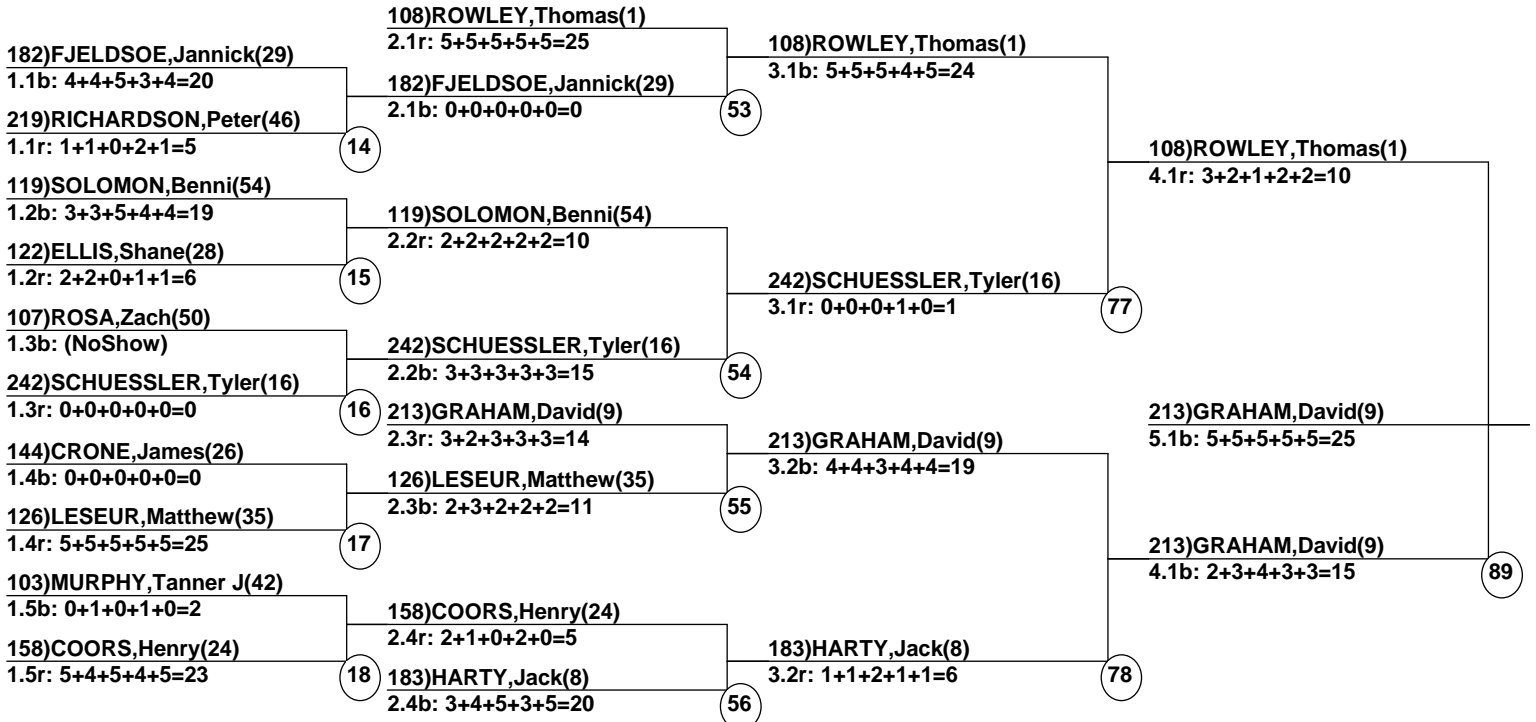 182)FJELDSOE,Jannick(29)
1.1b: 4+4+5+3+4=20
219)RICHARDSON,Peter(46)
1.1r: 1+1+0+2+1=5
14
119)SOLOMON,Benni(54)
1.2b: 3+3+5+4+4=19
122)ELLIS,Shane(28)
1.2r: 2+2+0+1+1=6
15
107)ROSA,Zach(50)
1.3b: (NoShow)
242)SCHUESSLER,Tyler(16)
1.3r: 0+0+0+0+0=0
16
144)CRONE,James(26)
1.4b: 0+0+0+0+0=0
126)LESEUR,Matthew(35)
1.4r: 5+5+5+5+5=25
17
103)MURPHY,Tanner J(42)
1.5b: 0+1+0+1+0=2
158)COORS,Henry(24)
1.5r: 5+4+5+4+5=23
18
108)ROWLEY,Thomas(1)
2.1r: 5+5+5+5+5=25
182)FJELDSOE,Jannick(29)
2.1b: 0+0+0+0+0=0
53
119)SOLOMON,Benni(54)
2.2r: 2+2+2+2+2=10
242)SCHUESSLER,Tyler(16)
2.2b: 3+3+3+3+3=15
54
213)GRAHAM,David(9)
2.3r: 3+2+3+3+3=14
126)LESEUR,Matthew(35)
2.3b: 2+3+2+2+2=11
55
158)COORS,Henry(24)
2.4r: 2+1+0+2+0=5
183)HARTY,Jack(8)
2.4b: 3+4+5+3+5=20
56
108)ROWLEY,Thomas(1)
3.1b: 5+5+5+4+5=24
242)SCHUESSLER,Tyler(16)
3.1r: 0+0+0+1+0=1
77
213)GRAHAM,David(9)
3.2b: 4+4+3+4+4=19
183)HARTY,Jack(8)
3.2r: 1+1+2+1+1=6
78
108)ROWLEY,Thomas(1)
4.1r: 3+2+1+2+2=10
213)GRAHAM,David(9)
4.1b: 2+3+4+3+3=15
89
213)GRAHAM,David(9)
5.1b: 5+5+5+5+5=25